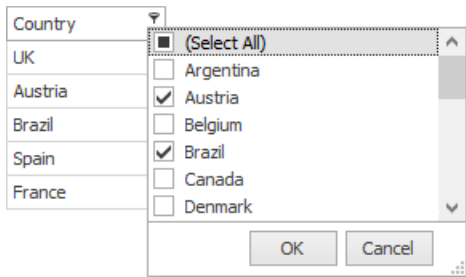 Country
UK
Austria
Brazil
Spain
France
(Select All)
Argentina
Austria
Belgium
Brazil
Canada
Denmark
OK
Cancel